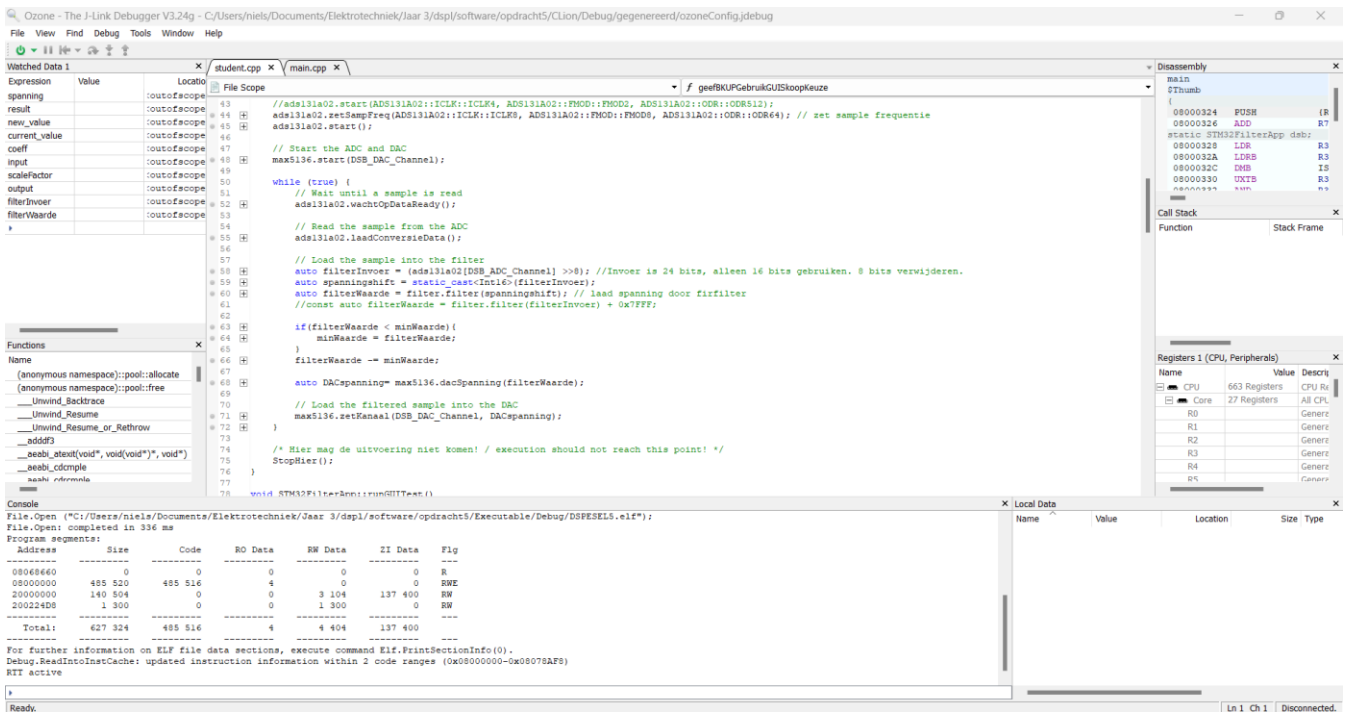 Ozone - The J-Link Debugger V3.24g - C:/Users/niels/Documents/Elektrotechniek/Jaar 3/dspl/software/opdracht5/CLion/Debug/gegenereerd/ozoneConfig.jdebug
File View Find Debug Tools Window Help
Watched Data 1
Expression Value Locatio
spanning :outofscope
result :outofscope
new_value :outofscope
current_value :outofscope
coeff :outofscope
input :outofscope
scaleFactor :outofscope
output :outofscope
filterInvoer :outofscope
filterWaarde :outofscope
Functions
Name
(anonymous namespace)::pool::allocate
(anonymous namespace)::pool::free
___Unwind_Backtrace
___Unwind_Resume
___Unwind_Resume_or_Rethrow
__adddf3
__aeabi_atexit(void*, void(void*)*, void*)
__aeabi_cdcmple
__aeabi_cdrcmple
student.cpp main.cpp
File Scope
geefBKUPGebruikGUISkoopKeuze
43 //ads131a02.start(ADS131A02::ICLK::ICLK4, ADS131A02::FMOD::FMOD2, ADS131A02::ODR::ODR512);
44 ads131a02.zetSampFreq(ADS131A02::ICLK::ICLK8, ADS131A02::FMOD::FMOD8, ADS131A02::ODR::ODR64); // zet sample frequentie
45 ads131a02.start();
46
47 // Start the ADC and DAC
48 max5136.start(DSB_DAC_Channel);
49
50 while (true) {
51 // Wait until a sample is read
52 ads131a02.wachtOpDataReady();
53
54 // Read the sample from the ADC
55 ads131a02.laadConversieData();
56
57 // Load the sample into the filter
58 auto filterInvoer = (ads131a02[DSB_ADC_Channel] >>8); //Invoer is 24 bits, alleen 16 bits gebruiken. 8 bits verwijderen.
59 auto spanningshift = static_cast<Int16>(filterInvoer);
60 auto filterWaarde = filter.filter(spanningshift); // laad spanning door firfilter
61 //const auto filterWaarde = filter.filter(filterInvoer) + 0x7FFF;
62
63 if(filterWaarde < minWaarde){
64 minWaarde = filterWaarde;
65 }
66 filterWaarde -= minWaarde;
67
68 auto DACspanning= max5136.dacSpanning(filterWaarde);
69
70 // Load the filtered sample into the DAC
71 max5136.zetKanaal(DSB_DAC_Channel, DACspanning);
72 }
73
74 /* Hier mag de uitvoering niet komen! / execution should not reach this point! */
75 StopHier();
76 }
77
78 void STM32FilterApp::runGUITest()
Disassembly
main
$Thumb
{
08000324 PUSH {R
08000326 ADD R7
static STM32FilterApp dsb;
08000328 LDR R3
0800032A LDRB R3
0800032C DMB IS
08000330 UXTB R3
08000332 AND R3
Call Stack
Function Stack Frame
Registers 1 (CPU, Peripherals)
Name Value Descrip
CPU 663 Registers CPU Re
Core 27 Registers All CPU
R0 Genera
R1 Genera
R2 Genera
R3 Genera
R4 Genera
R5 Genera
Console
File.Open ("C:/Users/niels/Documents/Elektrotechniek/Jaar 3/dspl/software/opdracht5/Executable/Debug/DSPESEL5.elf");
File.Open: completed in 336 ms
Program segments:
Address Size Code RO Data RW Data ZI Data Flg
--------- --------- --------- --------- --------- --------- ---
08068660 0 0 0 0 0 R
08000000 485 520 485 516 4 0 0 RWE
20000000 140 504 0 0 3 104 137 400 RW
200224D8 1 300 0 0 1 300 0 RW
--------- --------- --------- --------- --------- --------- ---
Total: 627 324 485 516 4 4 404 137 400
--------- --------- --------- --------- --------- --------- ---
For further information on ELF file data sections, execute command Elf.PrintSectionInfo(0).
Debug.ReadIntoInstCache: updated instruction information within 2 code ranges (0x08000000-0x08078AF8)
RTT active
Local Data
Name Value Location Size Type
Ready. Ln 1 Ch 1 Disconnected.